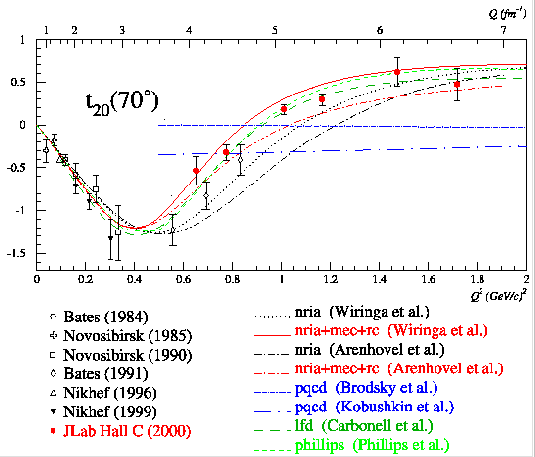 Q (fm⁻¹)
1 2 3 4 5 6 7
1
0.5
0
-0.5
-1
-1.5
t₂₀(70°)
0 0.2 0.4 0.6 0.8 1 1.2 1.4 1.6 1.8 2
Q² (GeV/c)²
Bates (1984)
Novosibirsk (1985)
Novosibirsk (1990)
Bates (1991)
Nikhef (1996)
Nikhef (1999)
JLab Hall C (2000)
nria (Wiringa et al.)
nria+mec+rc (Wiringa et al.)
nria (Arenhovel et al.)
nria+mec+rc (Arenhovel et al.)
pqcd (Brodsky et al.)
pqcd (Kobushkin et al.)
lfd (Carbonell et al.)
phillips (Phillips et al.)